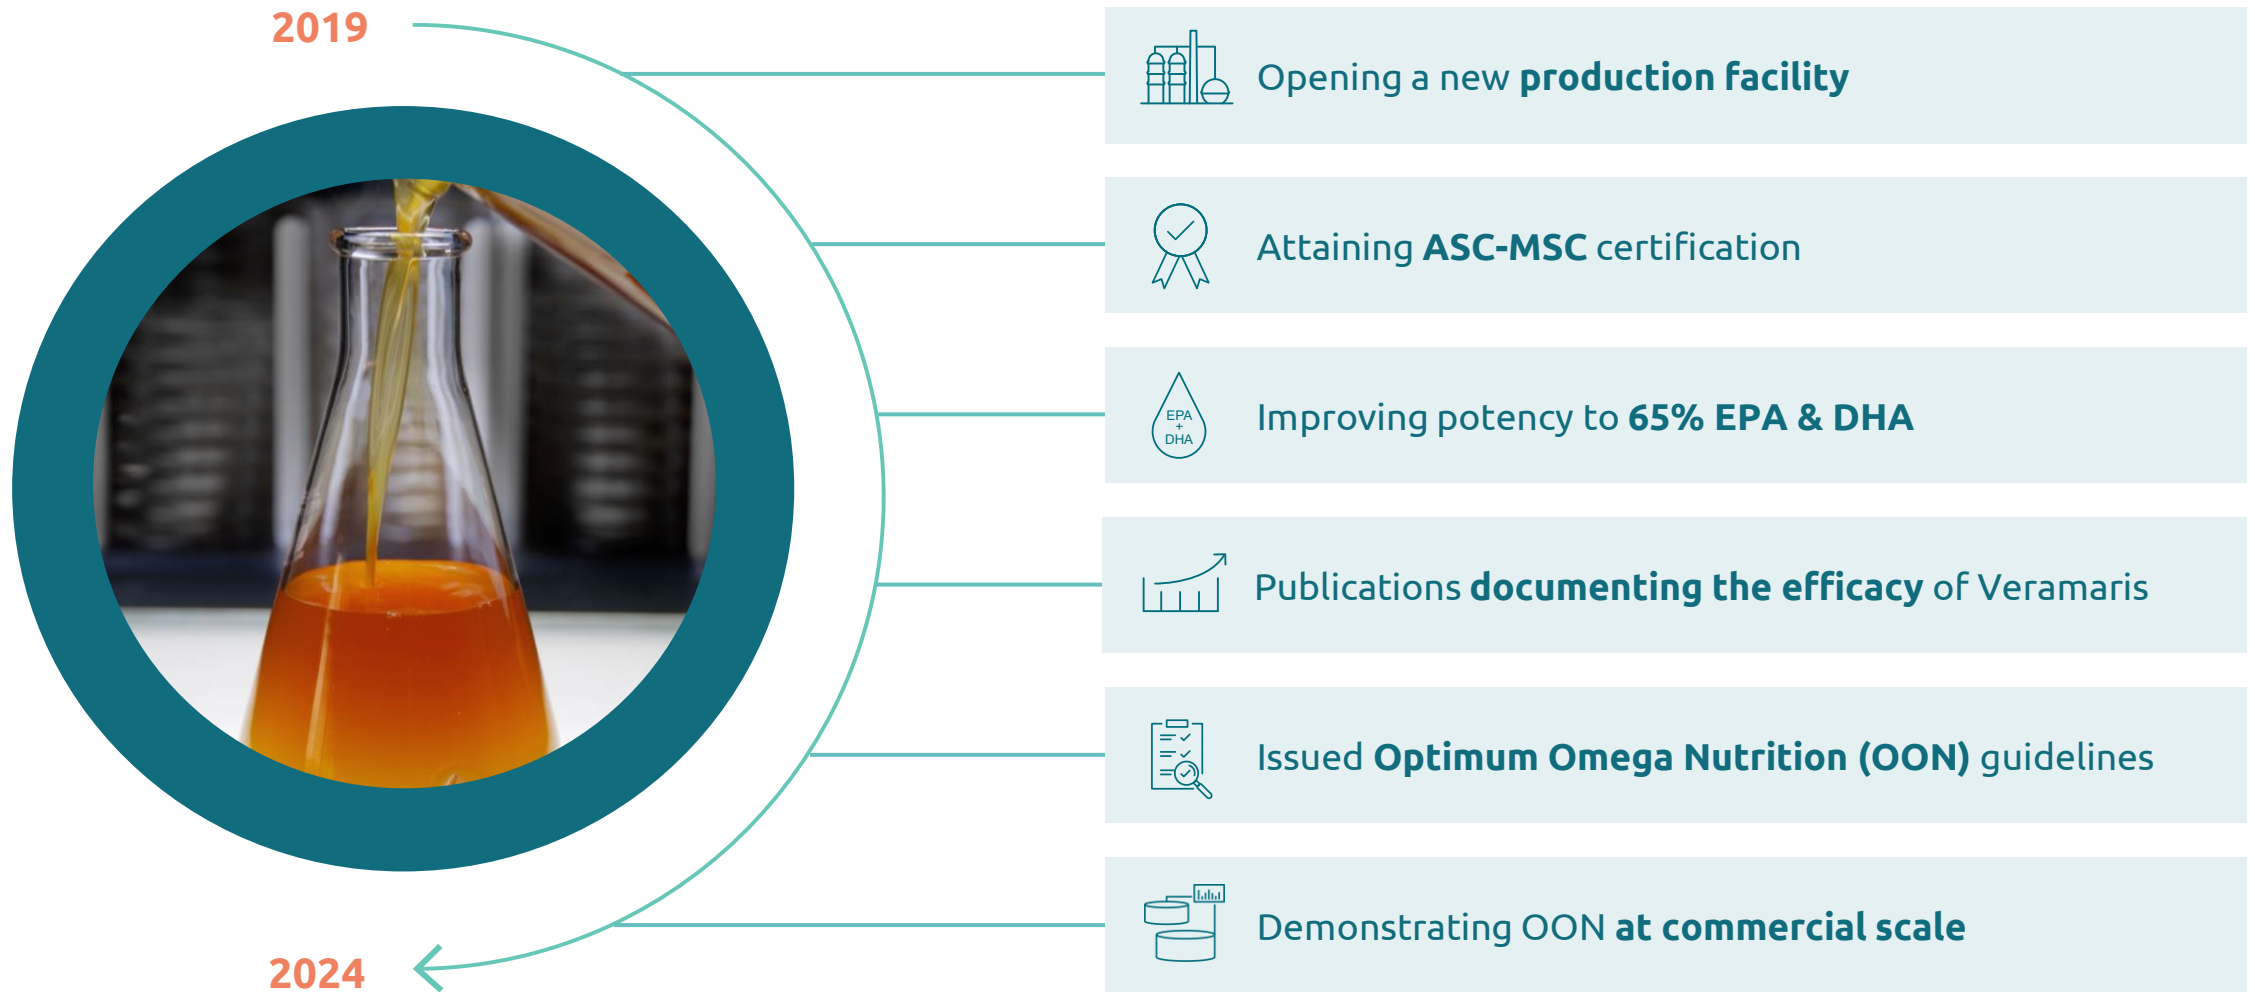 2019
Opening a new production facility
Attaining ASC-MSC certification
EPA
+
DHA
Improving potency to 65% EPA & DHA
Publications documenting the efficacy of Veramaris
Issued Optimum Omega Nutrition (OON) guidelines
Demonstrating OON at commercial scale
2024